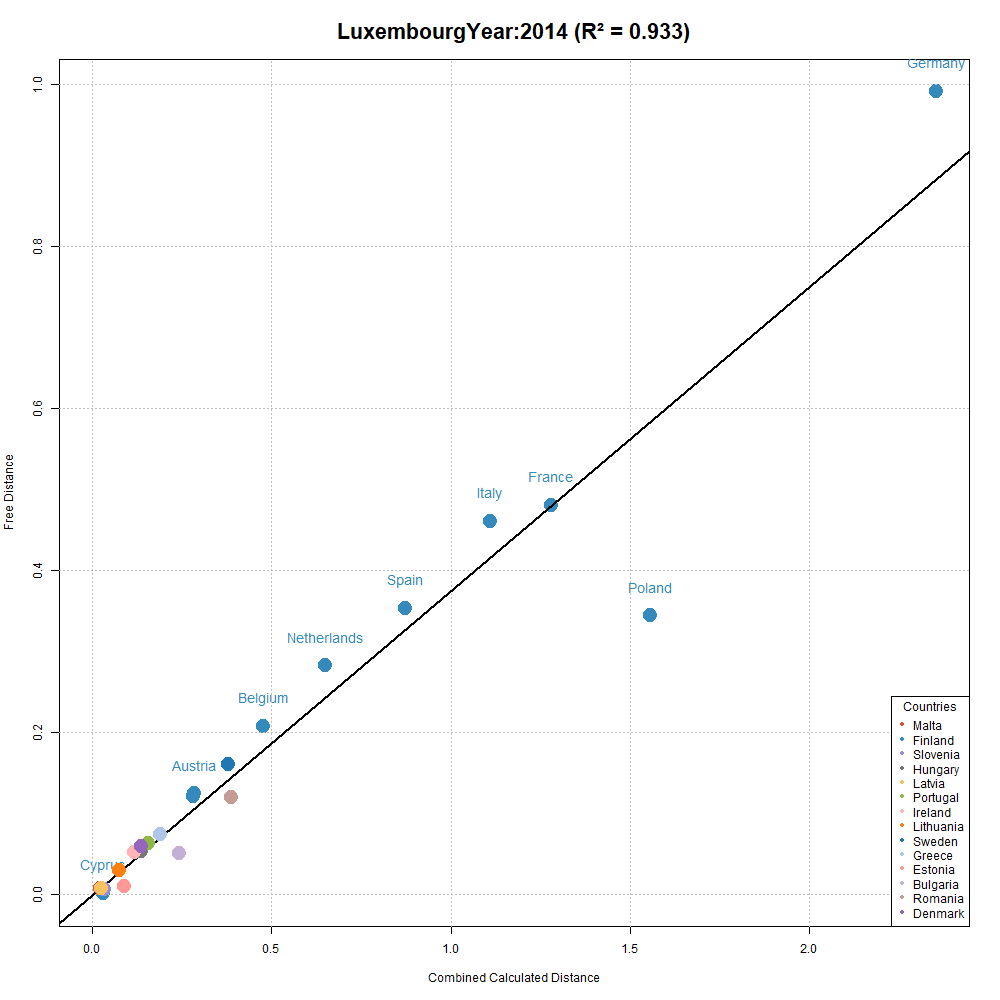 LuxembourgYear:2014 (R² = 0.933)
Germany
France
Italy
Poland
Spain
Netherlands
Belgium
Austria
Cyprus
Free Distance
0.0
0.2
0.4
0.6
0.8
1.0
0.0
0.5
1.0
1.5
2.0
Combined Calculated Distance
Countries
Malta
Finland
Slovenia
Hungary
Latvia
Portugal
Ireland
Lithuania
Sweden
Greece
Estonia
Bulgaria
Romania
Denmark